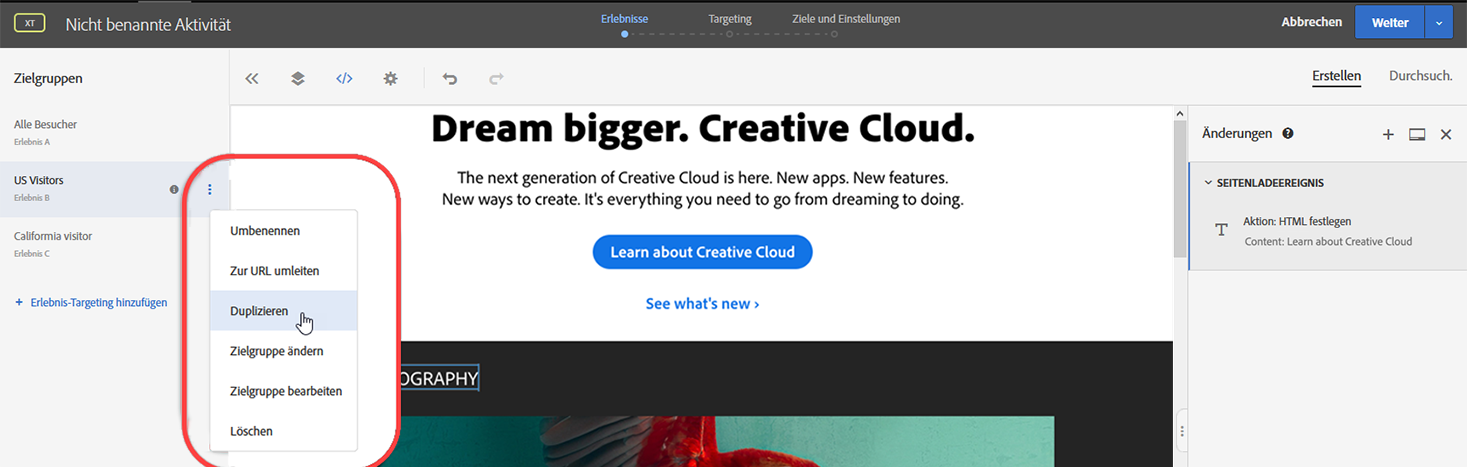 XT
Nicht benannte Aktivität
Erlebnisse
Targeting
Ziele und Einstellungen
Abbrechen
Weiter
Zielgruppen
Erstellen
Durchsuch.
Alle Besucher
Erlebnis A
US Visitors
Erlebnis B
California visitor
Erlebnis C
+ Erlebnis-Targeting hinzufügen
Umbenennen
Zur URL umleiten
Duplizieren
Zielgruppe ändern
Zielgruppe bearbeiten
Löschen
Dream bigger. Creative Cloud.
The next generation of Creative Cloud is here. New apps. New features.
New ways to create. It's everything you need to go from dreaming to doing.
Learn about Creative Cloud
See what's new ›
OGRAPHY
Änderungen
SEITENLADEEREIGNIS
Aktion: HTML festlegen
Content: Learn about Creative Cloud